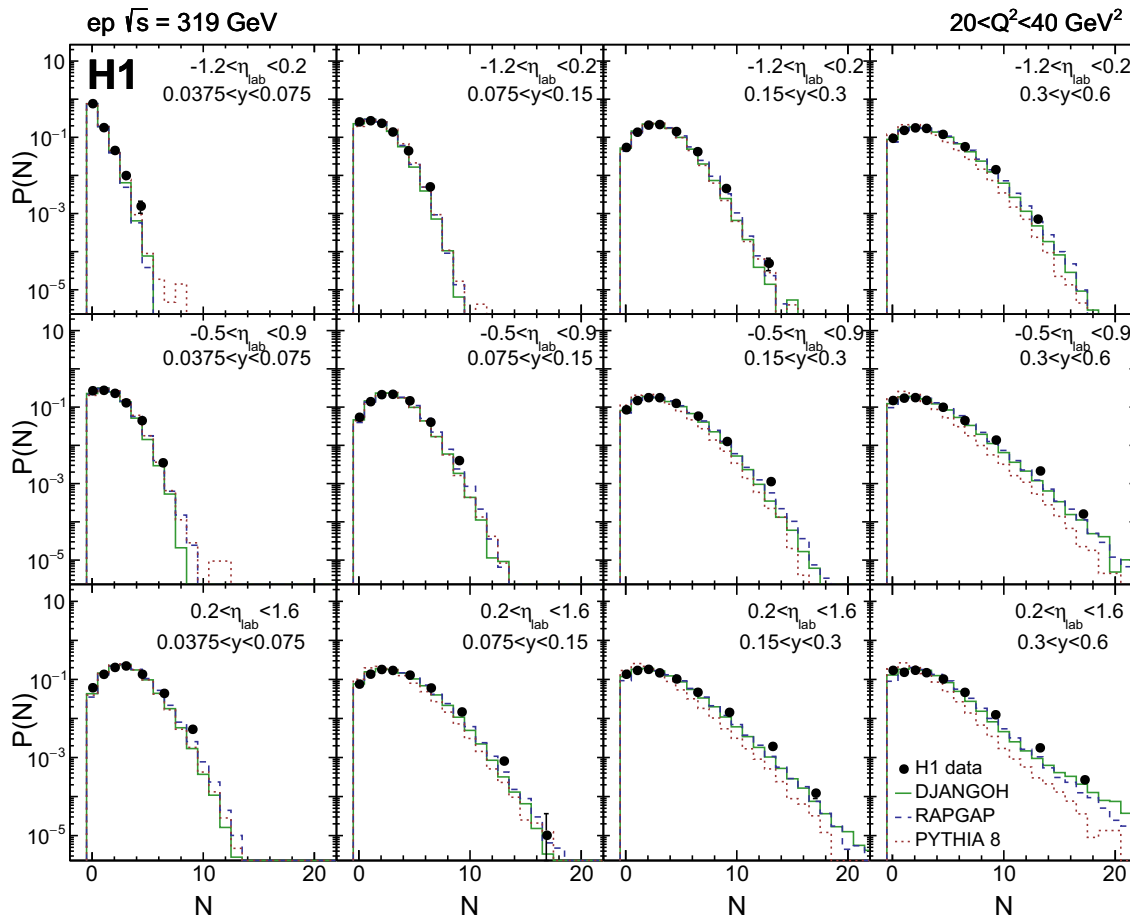 ep √s = 319 GeV
20<Q²<40 GeV²
H1
-1.2<η_lab<0.2
0.0375<y<0.075
-1.2<η_lab<0.2
0.075<y<0.15
-1.2<η_lab<0.2
0.15<y<0.3
-1.2<η_lab<0.2
0.3<y<0.6
P(N)
10
10⁻¹
10⁻³
10⁻⁵
-0.5<η_lab<0.9
0.0375<y<0.075
-0.5<η_lab<0.9
0.075<y<0.15
-0.5<η_lab<0.9
0.15<y<0.3
-0.5<η_lab<0.9
0.3<y<0.6
P(N)
10
10⁻¹
10⁻³
10⁻⁵
0.2<η_lab<1.6
0.0375<y<0.075
0.2<η_lab<1.6
0.075<y<0.15
0.2<η_lab<1.6
0.15<y<0.3
0.2<η_lab<1.6
0.3<y<0.6
P(N)
10
10⁻¹
10⁻³
10⁻⁵
H1 data
DJANGOH
RAPGAP
PYTHIA 8
0 10 20 0 10 20 0 10 20 0 10 20
N N N N